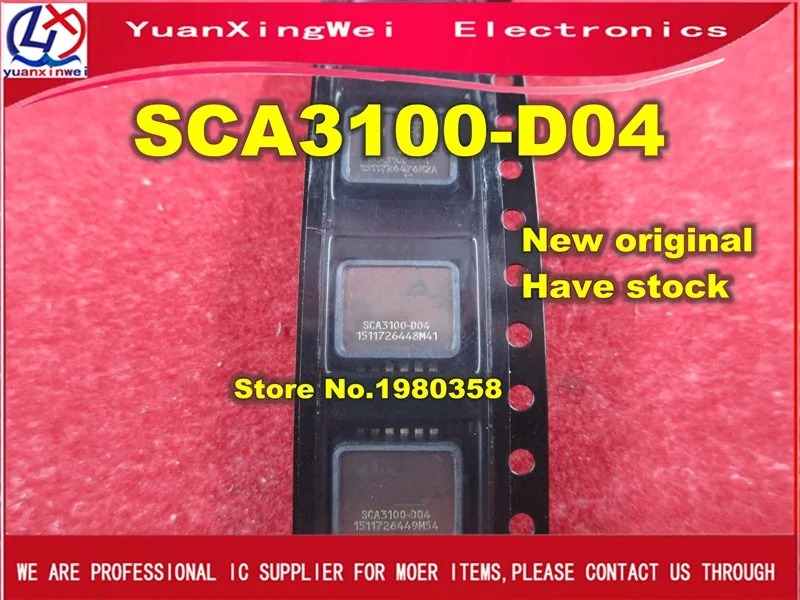 YuanXingWei Electronics
yuanxinwei
SCA3100-D04
1511726476M2A
New original
Have stock
SCA3100-D04
1511726448M41
Store No.1980358
SCA3100-D04
1511726449M54
WE ARE PROFESSIONAL IC SUPPLIER FOR MOER ITEMS,PLEASE CONTACT US THROUGH